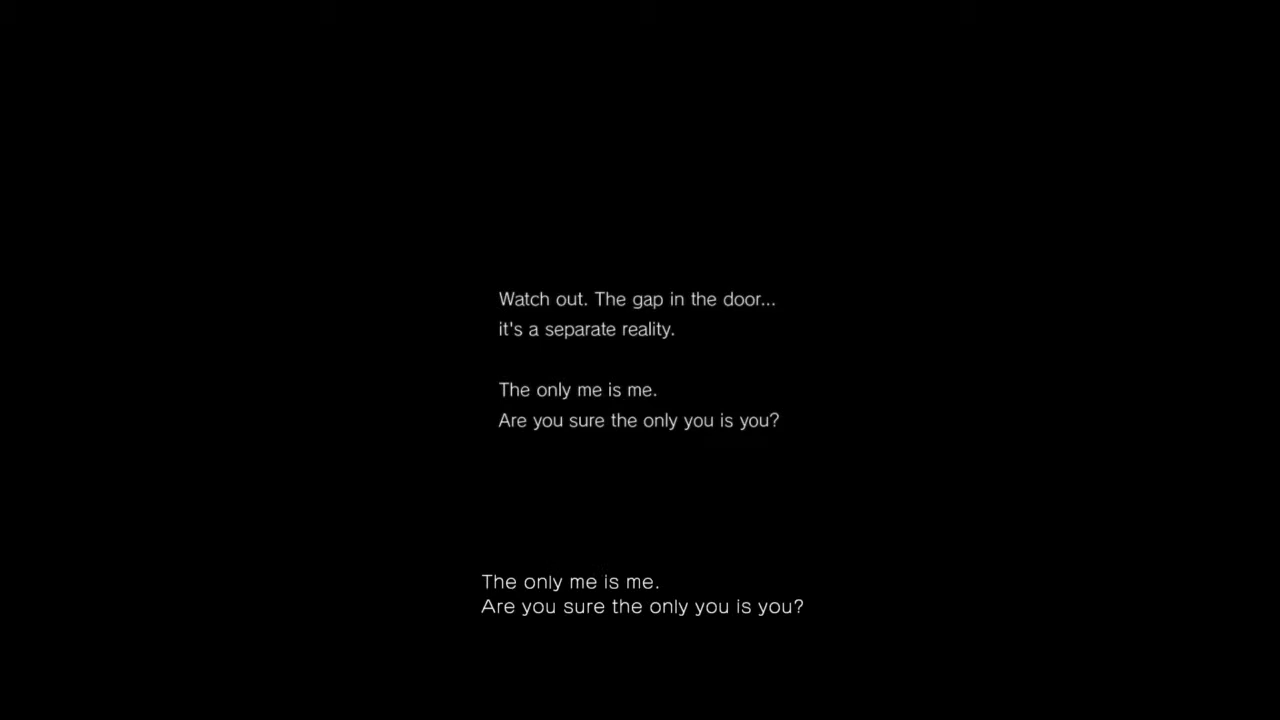 Watch out. The gap in the door...
it's a separate reality.
The only me is me.
Are you sure the only you is you?
The only me is me.
Are you sure the only you is you?